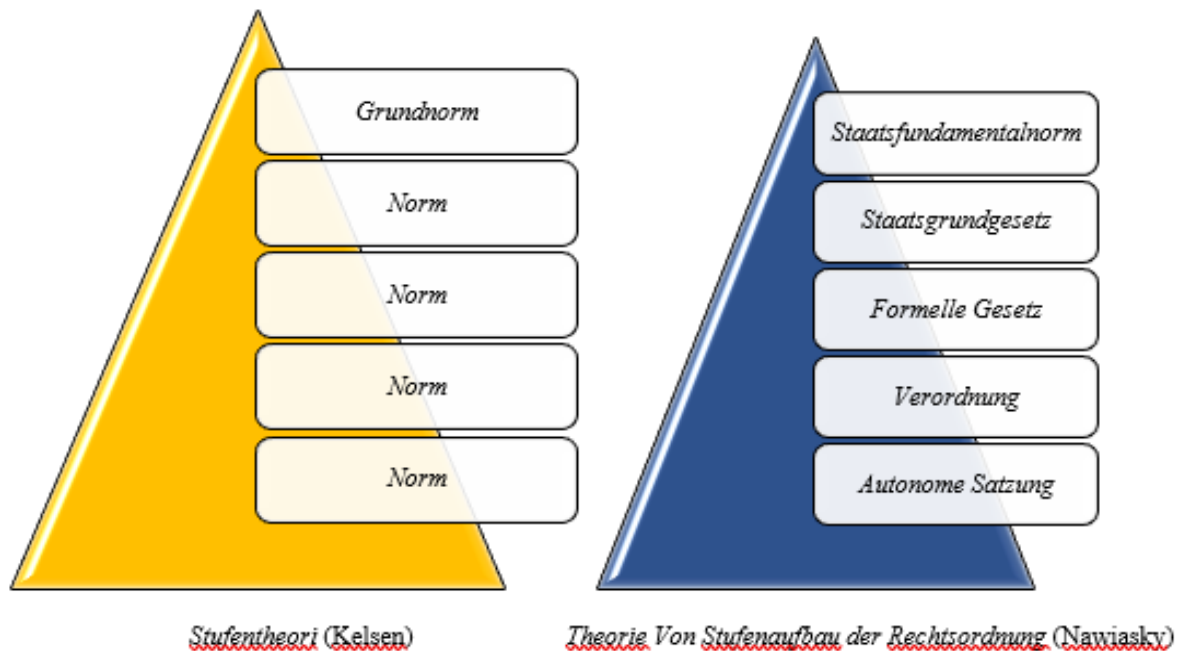 Grundnorm
Norm
Norm
Norm
Norm
Stufentheori (Kelsen)
Staatsfundamentalnorm
Staatsgrundgesetz
Formelle Gesetz
Verordnung
Autonome Satzung
Theorie Von Stufenaufbau der Rechtsordnung (Nawiasky)